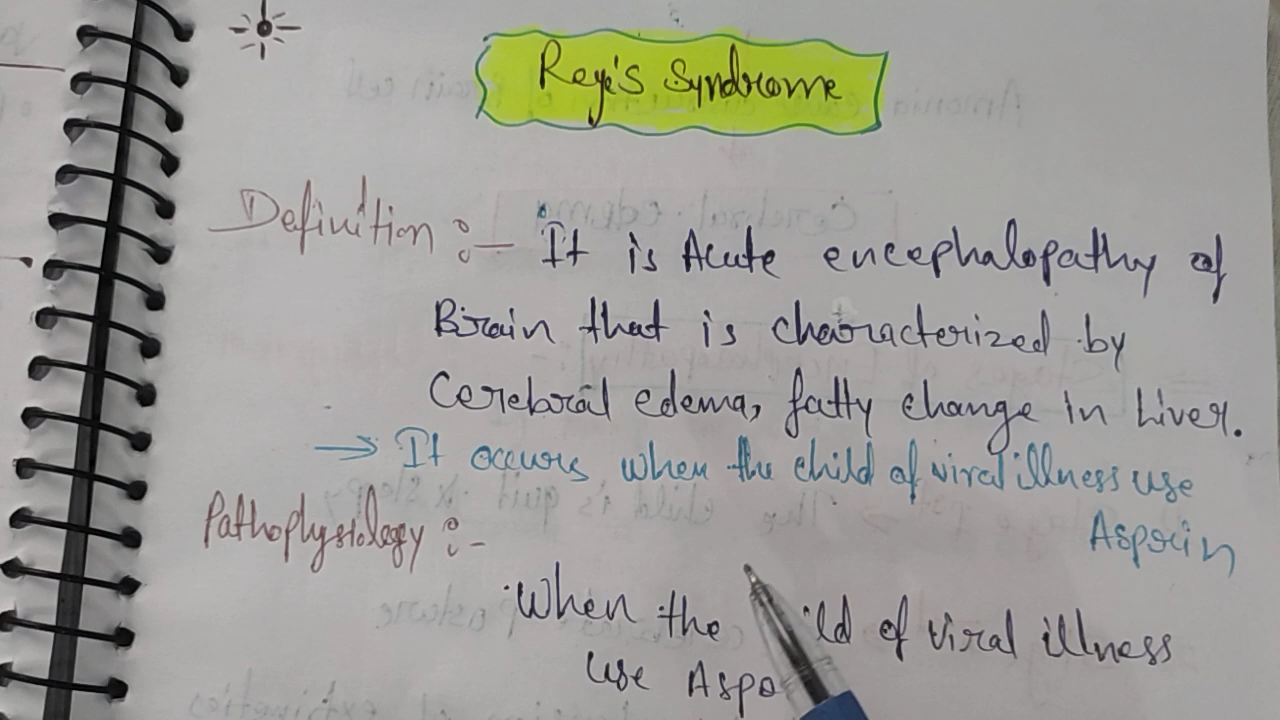 Reye's Syndrome
Definition :- It is Acute encephalopathy of
Brain that is characterized by
Cerebral edema, fatty change in Liver.
→ It occurs when the child of viral illness use
Asporin
Pathophysiology :-
When the ild of viral illness
use Aspo